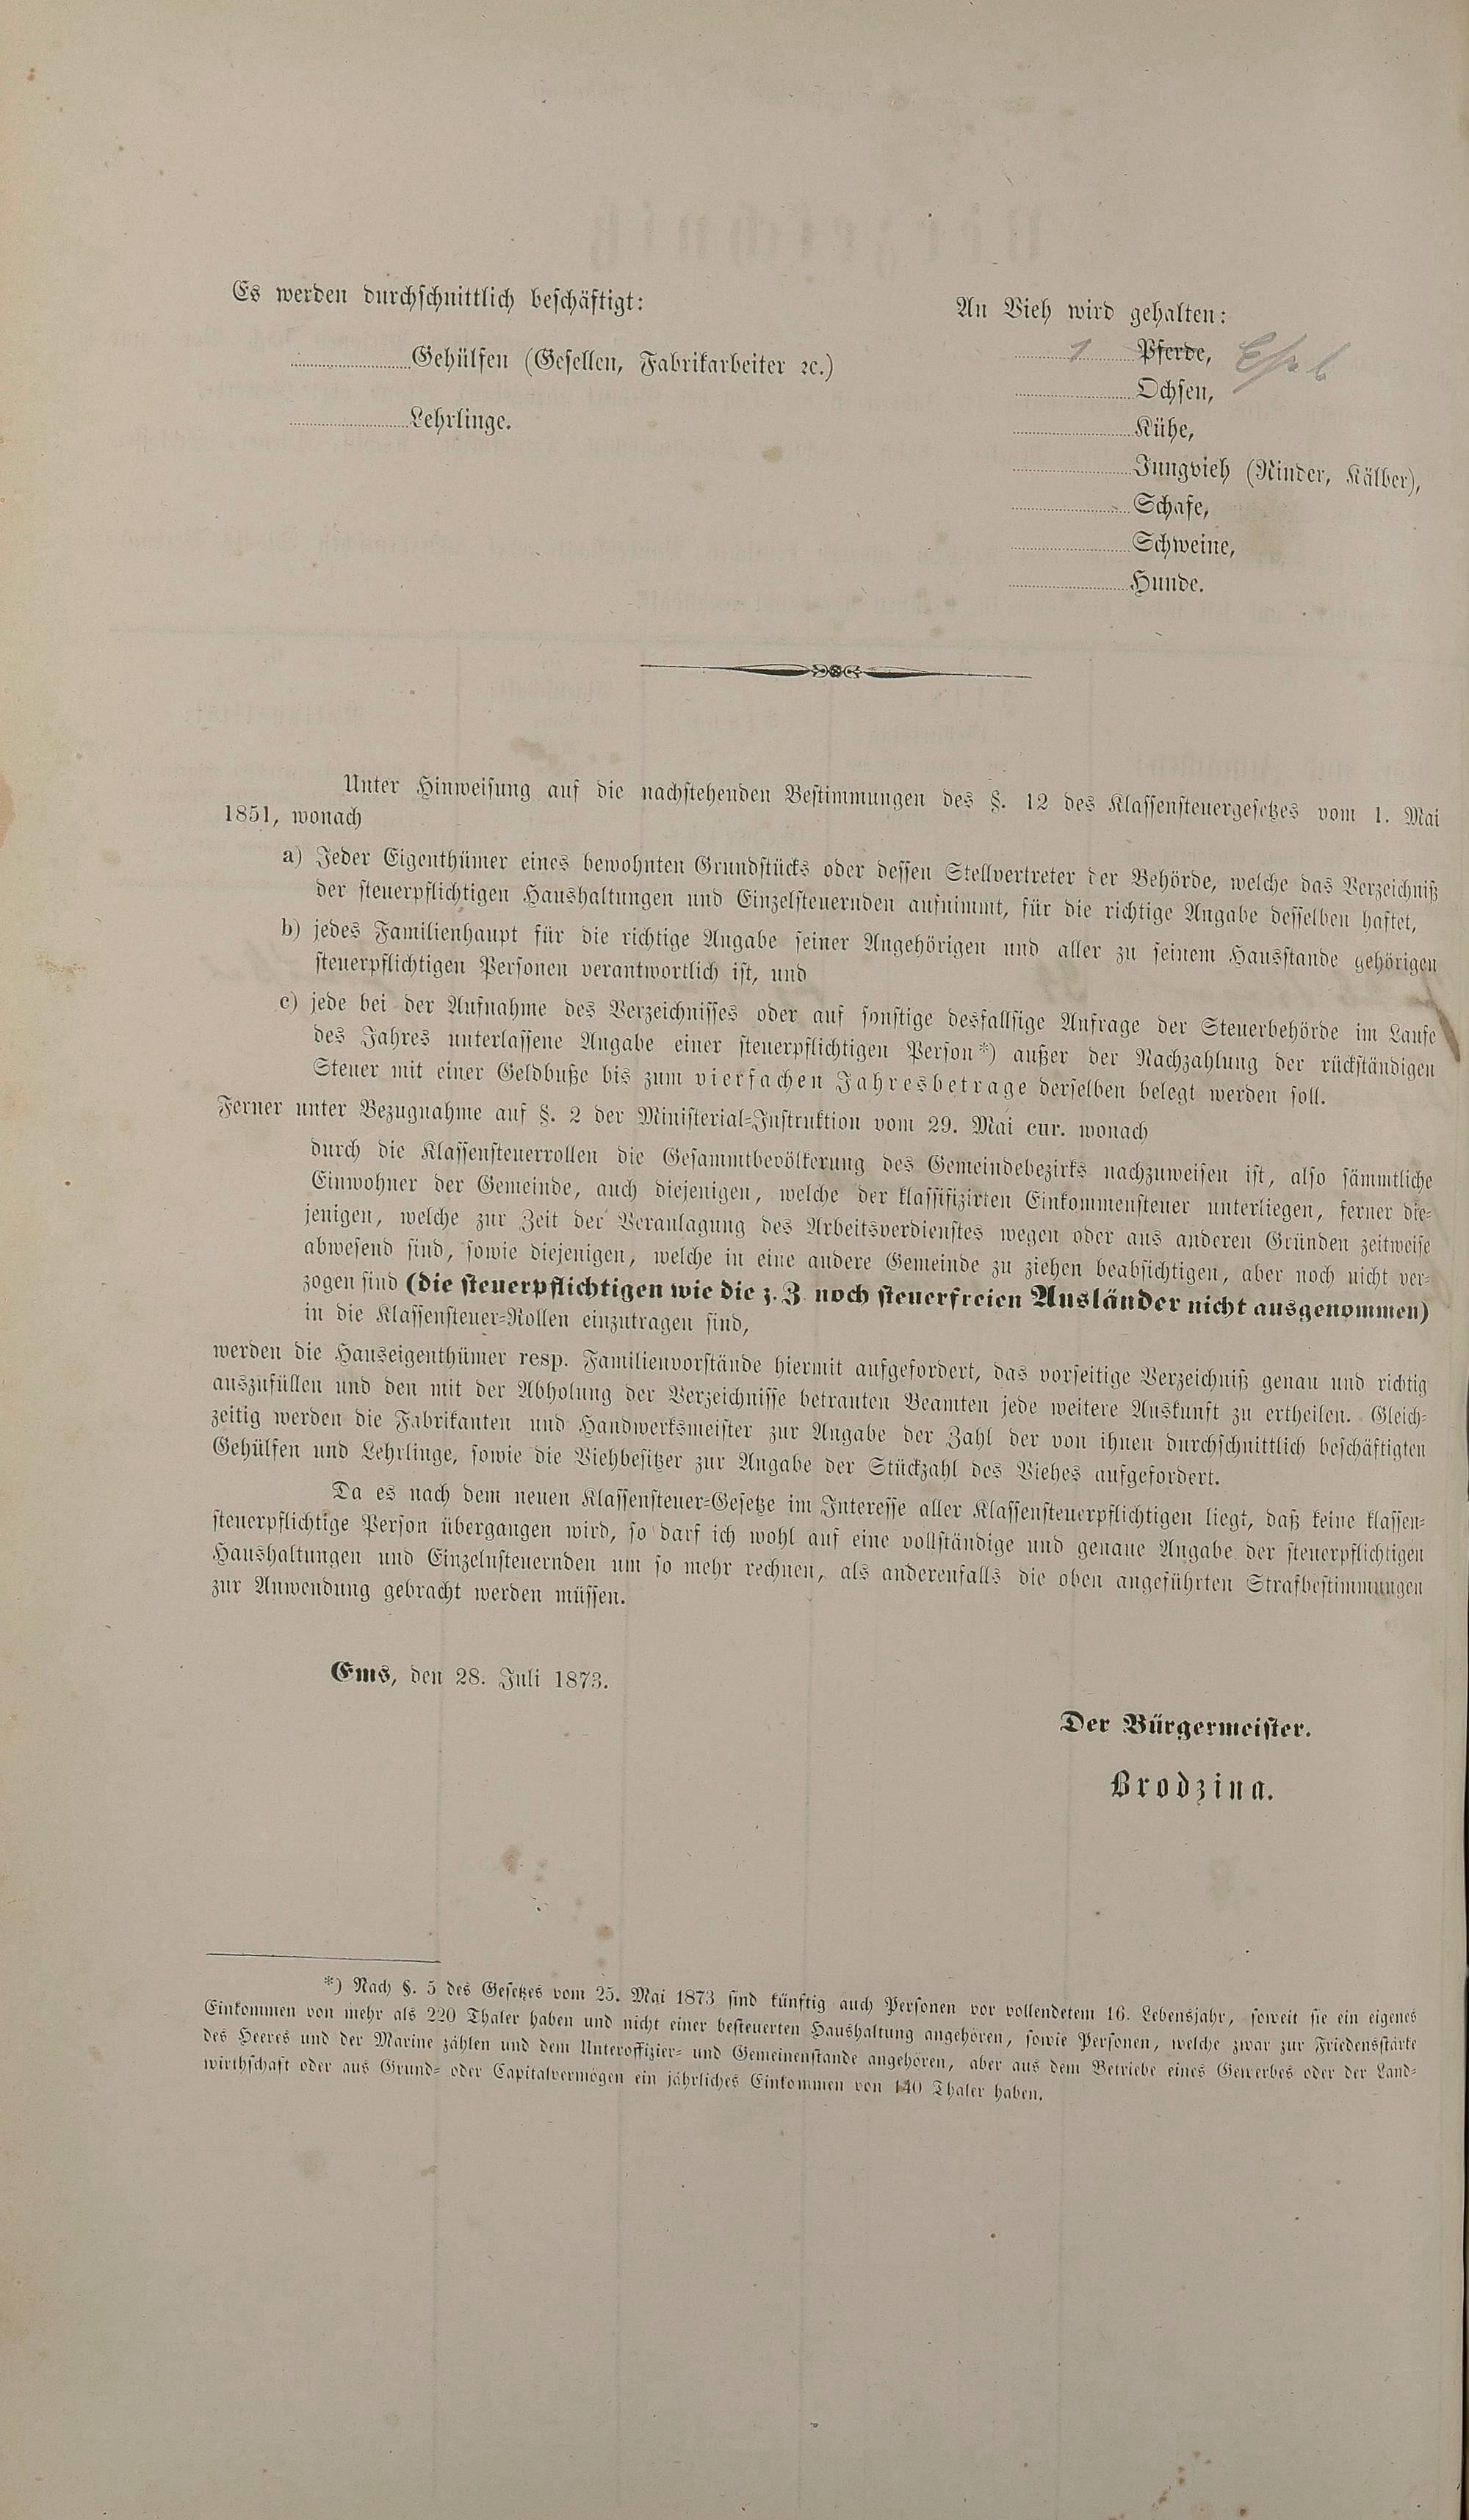 Es werden durchschnittlich beschäftigt:
Gehülfen (Gesellen, Fabrikarbeiter ꝛc.)
Lehrlinge.
An Vieh wird gehalten:
1 Pferde, Esel
Ochsen,
Kühe,
Jungvieh (Rinder, Kälber),
Schafe,
Schweine,
Hunde.
Unter Hinweisung auf die nachstehenden Bestimmungen des §. 12 des Klassensteuergesetzes vom 1. Mai
1851, wonach
a) Jeder Eigenthümer eines bewohnten Grundstücks oder dessen Stellvertreter der Behörde, welche das Verzeichniß
der steuerpflichtigen Haushaltungen und Einzelsteuernden aufnimmt, für die richtige Angabe desselben haftet,
b) jedes Familienhaupt für die richtige Angabe seiner Angehörigen und aller zu seinem Hausstande gehörigen
steuerpflichtigen Personen verantwortlich ist, und
c) jede bei der Aufnahme des Verzeichnisses oder auf sonstige desfallsige Anfrage der Steuerbehörde im Laufe
des Jahres unterlassene Angabe einer steuerpflichtigen Person*) außer der Nachzahlung der rückständigen
Steuer mit einer Geldbuße bis zum vierfachen Jahresbetrage derselben belegt werden soll.
Ferner unter Bezugnahme auf §. 2 der Ministerial-Instruktion vom 29. Mai cur. wonach
durch die Klassensteuerrollen die Gesammtbevölkerung des Gemeindebezirks nachzuweisen ist, also sämmtliche
Einwohner der Gemeinde, auch diejenigen, welche der klassifizirten Einkommensteuer unterliegen, ferner die-
jenigen, welche zur Zeit der Veranlagung des Arbeitsverdienstes wegen oder aus anderen Gründen zeitweise
abwesend sind, sowie diejenigen, welche in eine andere Gemeinde zu ziehen beabsichtigen, aber noch nicht ver-
zogen sind (die steuerpflichtigen wie die z. Z. noch steuerfreien Ausländer nicht ausgenommen)
in die Klassensteuer-Rollen einzutragen sind,
werden die Hauseigenthümer resp. Familienvorstände hiermit aufgefordert, das vorseitige Verzeichniß genau und richtig
auszufüllen und den mit der Abholung der Verzeichnisse betrauten Beamten jede weitere Auskunft zu ertheilen. Gleich-
zeitig werden die Fabrikanten und Handwerksmeister zur Angabe der Zahl der von ihnen durchschnittlich beschäftigten
Gehülfen und Lehrlinge, sowie die Viehbesitzer zur Angabe der Stückzahl des Viehes aufgefordert.
Da es nach dem neuen Klassensteuer-Gesetze im Interesse aller Klassensteuerpflichtigen liegt, daß keine klassen-
steuerpflichtige Person übergangen wird, so darf ich wohl auf eine vollständige und genaue Angabe der steuerpflichtigen
Haushaltungen und Einzelnsteuernden um so mehr rechnen, als anderenfalls die oben angeführten Strafbestimmungen
zur Anwendung gebracht werden müssen.
Ems, den 28. Juli 1873.
Der Bürgermeister.
Brodzina.
*) Nach §. 5 des Gesetzes vom 25. Mai 1873 sind künftig auch Personen vor vollendetem 16. Lebensjahr, soweit sie ein eigenes
Einkommen von mehr als 220 Thaler haben und nicht einer besteuerten Haushaltung angehören, sowie Personen, welche zwar zur Friedensstärke
des Heeres und der Marine zählen und dem Unteroffizier- und Gemeinenstande angehören, aber aus dem Betriebe eines Gewerbes oder der Land-
wirthschaft oder aus Grund- oder Capitalvermögen ein jährliches Einkommen von 140 Thaler haben.